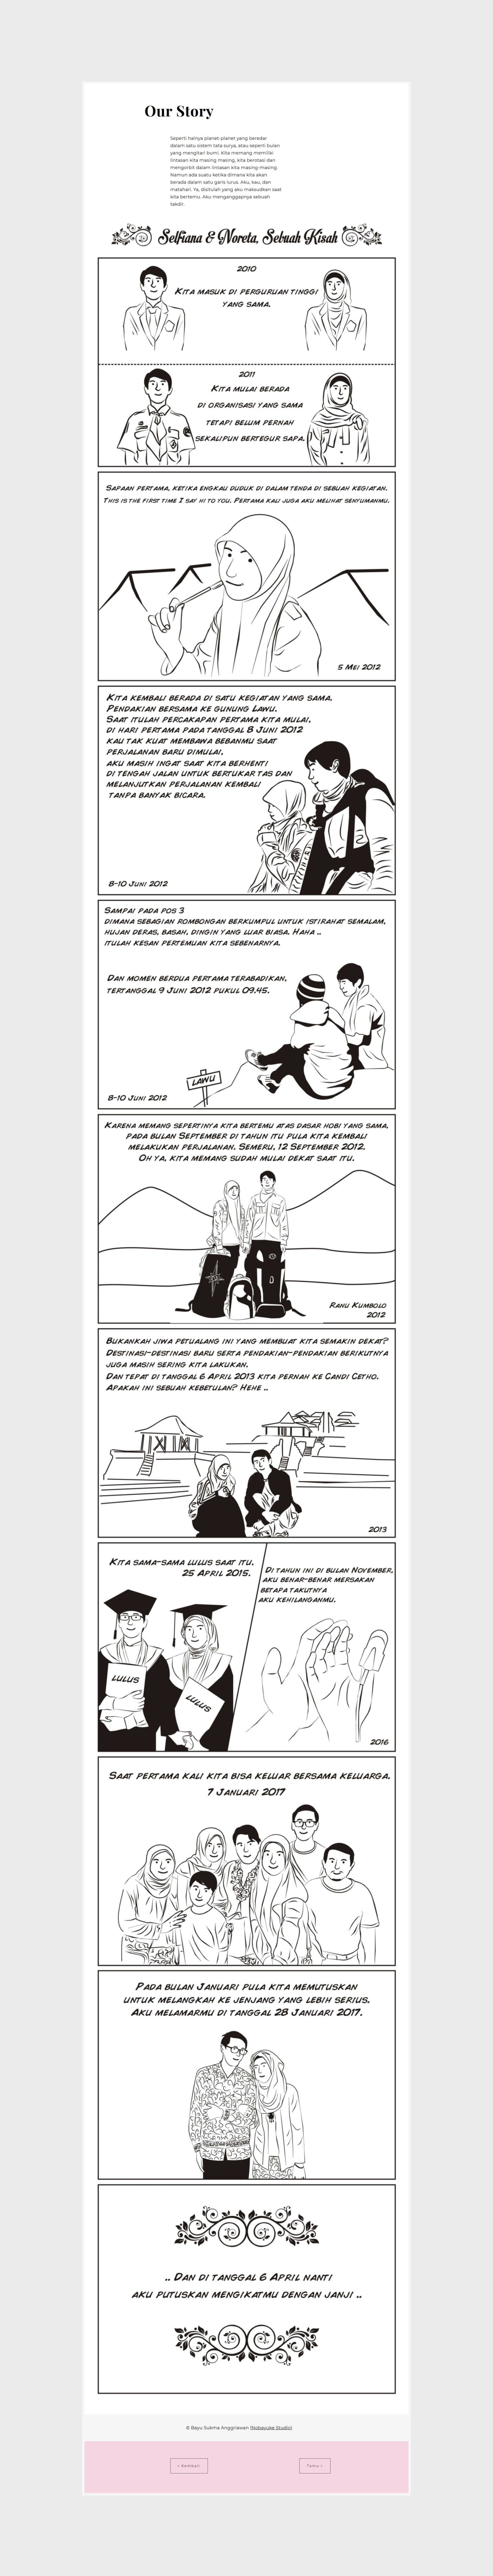 Our Story
Seperti halnya planet-planet yang beredar
dalam satu sistem tata surya, atau seperti bulan
yang mengitari bumi. Kita memang memiliki
lintasan kita masing masing, kita berotasi dan
mengorbit dalam lintasan kita masing-masing.
Namun ada suatu ketika dimana kita akan
berada dalam satu garis lurus. Aku, kau, dan
matahari. Ya, disitulah yang aku maksudkan saat
kita bertemu. Aku menganggapnya sebuah
takdir.
Selfiana & Noreta, Sebuah Kisah
2010
Kita masuk di perguruan tinggi
yang sama.
2011
Kita mulai berada
di organisasi yang sama
tetapi belum pernah
sekalipun bertegur sapa.
Sapaan pertama, ketika engkau duduk di dalam tenda di sebuah kegiatan.
This is the first time I say hi to you. Pertama kali juga aku melihat senyumanmu.
5 Mei 2012
Kita kembali berada di satu kegiatan yang sama.
Pendakian bersama ke Gunung Lawu.
Saat itulah percakapan pertama kita mulai,
di hari pertama pada tanggal 8 Juni 2012
kau tak kuat membawa bebanmu saat
perjalanan baru dimulai,
aku masih ingat saat kita berhenti
di tengah jalan untuk bertukar tas dan
melanjutkan perjalanan kembali
tanpa banyak bicara.
8-10 Juni 2012
Sampai pada pos 3
dimana sebagian rombongan berkumpul untuk istirahat semalam,
hujan deras, basah, dingin yang luar biasa. Haha ..
itulah kesan pertemuan kita sebenarnya.
Dan momen berdua pertama terabadikan,
tertanggal 9 Juni 2012 pukul 09.45.
LAWU
8-10 Juni 2012
Karena memang sepertinya kita bertemu atas dasar hobi yang sama,
pada bulan September di tahun itu pula kita kembali
melakukan perjalanan. Semeru, 12 September 2012.
Oh ya, kita memang sudah mulai dekat saat itu.
Ranu Kumbolo
2012
Bukankah jiwa petualang ini yang membuat kita semakin dekat?
Destinasi-destinasi baru serta pendakian-pendakian berikutnya
juga masih sering kita lakukan.
Dan tepat di tanggal 6 April 2013 kita pernah ke Candi Cetho.
Apakah ini sebuah kebetulan? Hehe ..
2013
Kita sama-sama lulus saat itu.
25 April 2015.
LULUS
LULUS
Di tahun ini di bulan November,
aku benar-benar mersakan
betapa takutnya
aku kehilanganmu.
2016
Saat pertama kali kita bisa keluar bersama keluarga.
7 Januari 2017
Pada bulan Januari pula kita memutuskan
untuk melangkah ke jenjang yang lebih serius.
Aku melamarmu di tanggal 28 Januari 2017.
.. Dan di tanggal 6 April nanti
aku putuskan mengikatmu dengan janji ..
© Bayu Sukma Anggriawan (Nobayuke Studio)
< Kembali
Tamu >